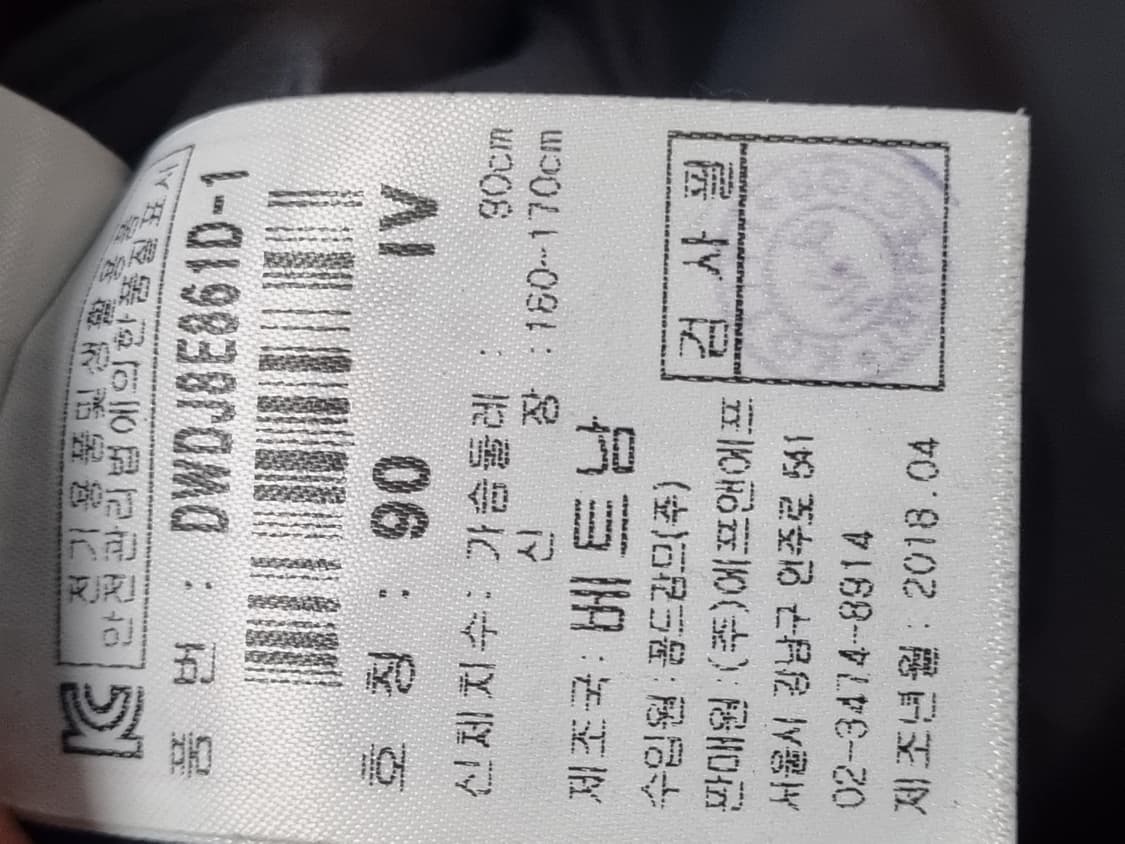 전기용품및생활용품
안전관리법에의한품질표시
품 번 : DWDJ8E861D-1
호 칭 : 90 IV
신체치수: 가슴둘레 : 90cm
신 장 : 160~170cm
제조국: 베트남
검 사 필
수입원: 풍드감므(주)
판매원:(주)에프앤에프
서울시 강남구 언주로 541
02-3474-8914
제조년월: 2018.04